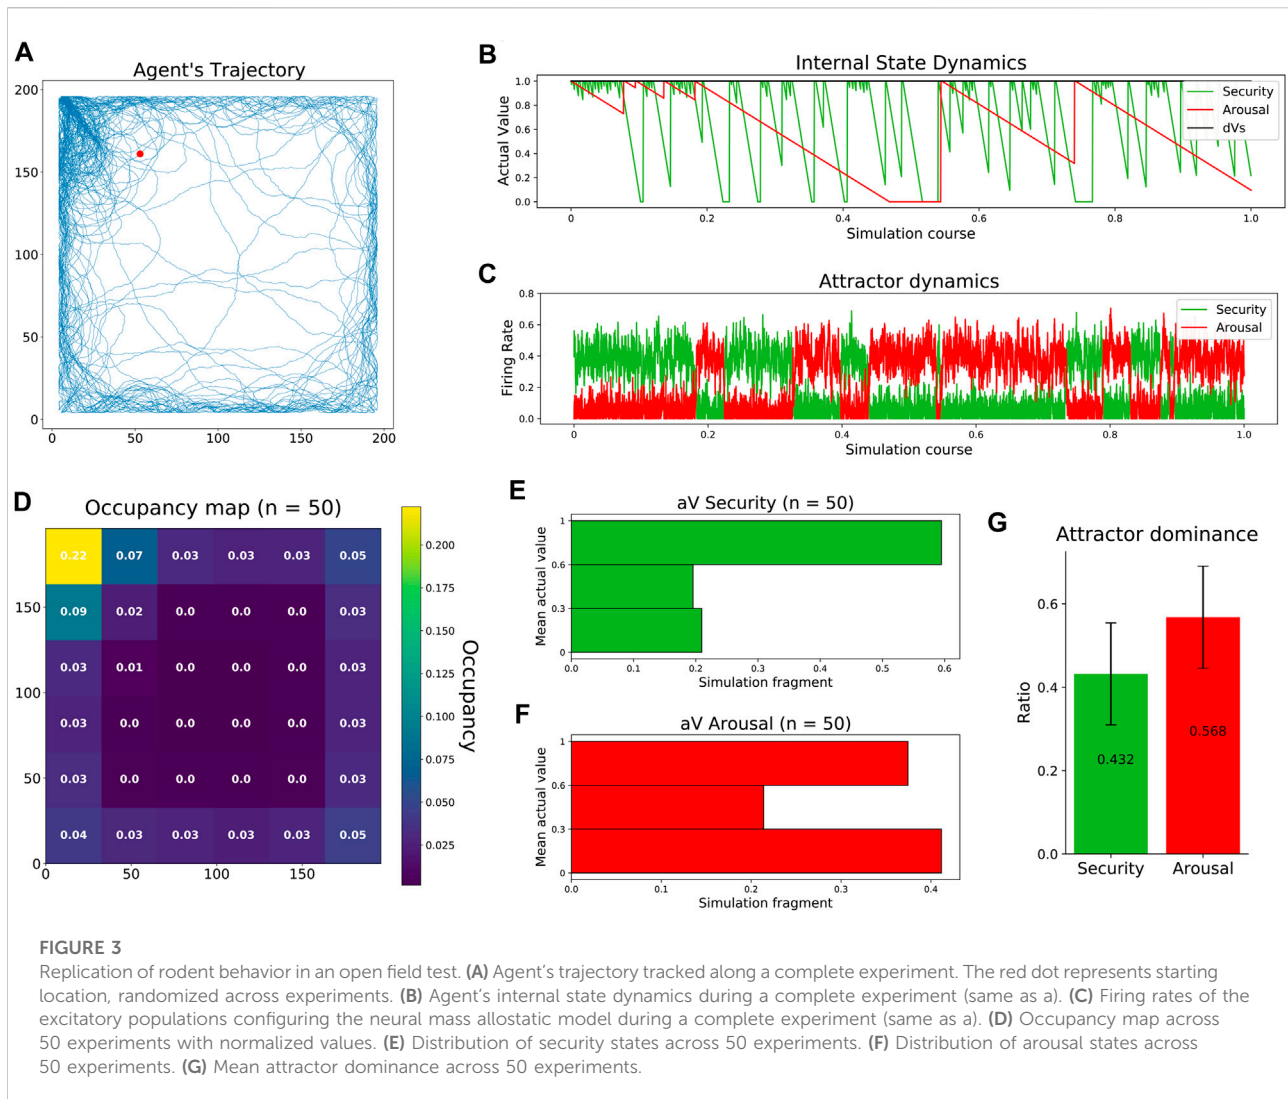 A
Agent's Trajectory
200
150
100
50
0
0 50 100 150 200
B
Internal State Dynamics
Actual Value
1.0
0.8
0.6
0.4
0.2
0.0
0 0.2 0.4 0.6 0.8 1.0
Simulation course
Security
Arousal
dVs
C
Attractor dynamics
Firing Rate
0.8
0.6
0.4
0.2
0.0
0 0.2 0.4 0.6 0.8 1.0
Simulation course
Security
Arousal
D
Occupancy map (n = 50)
150
100
50
0
0.22 0.07 0.03 0.03 0.03 0.05
0.09 0.02 0.0 0.0 0.0 0.03
0.03 0.01 0.0 0.0 0.0 0.03
0.03 0.0 0.0 0.0 0.0 0.03
0.03 0.0 0.0 0.0 0.0 0.03
0.04 0.03 0.03 0.03 0.03 0.05
0 50 100 150
0.200
0.175
0.150
0.125
0.100
0.075
0.050
0.025
Occupancy
E
aV Security (n = 50)
Mean actual value
1
0.6
0.3
0
0.0 0.1 0.2 0.3 0.4 0.5 0.6
Simulation fragment
F
aV Arousal (n = 50)
Mean actual value
1
0.6
0.3
0
0.0 0.1 0.2 0.3 0.4
Simulation fragment
G
Attractor dominance
Ratio
0.6
0.4
0.2
0.0
0.432
0.568
Security Arousal
FIGURE 3
Replication of rodent behavior in an open field test. (A) Agent's trajectory tracked along a complete experiment. The red dot represents starting
location, randomized across experiments. (B) Agent's internal state dynamics during a complete experiment (same as a). (C) Firing rates of the
excitatory populations configuring the neural mass allostatic model during a complete experiment (same as a). (D) Occupancy map across
50 experiments with normalized values. (E) Distribution of security states across 50 experiments. (F) Distribution of arousal states across
50 experiments. (G) Mean attractor dominance across 50 experiments.